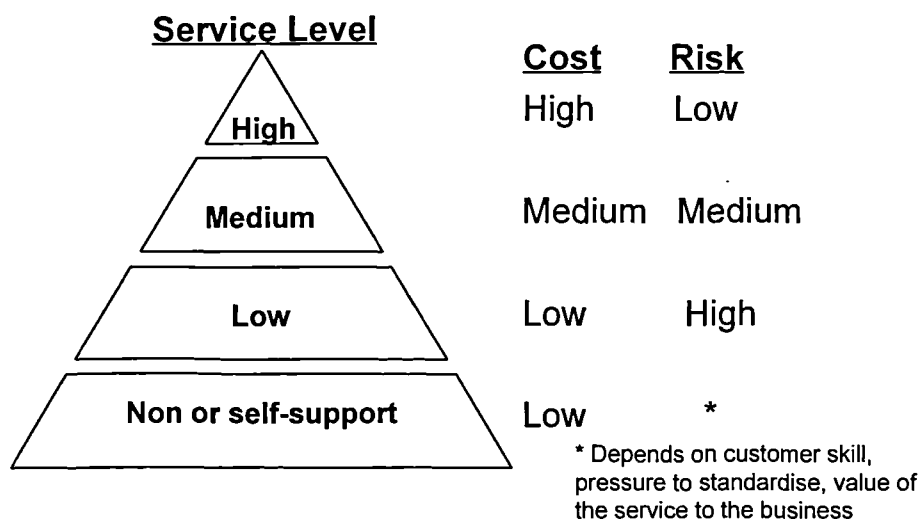 Service Level
Cost Risk
High High Low
Medium Medium Medium
Low Low High
Non or self-support Low *
* Depends on customer skill,
pressure to standardise, value of
the service to the business